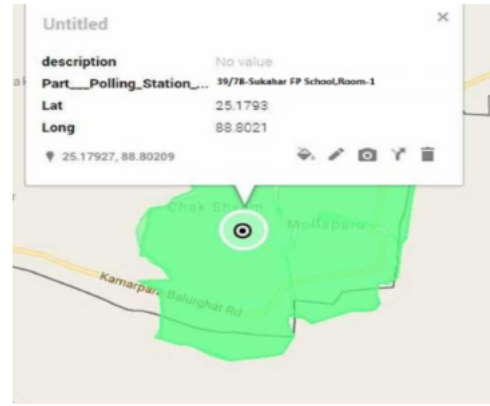 Untitled
description No value
Part___Polling_Station_... 39/78-Sukahar FP School,Room-1
Lat 25.1793
Long 88.8021
25.17927, 88.80209
Chak Shyam
Mollapara
Kamarpara Balurghat Rd